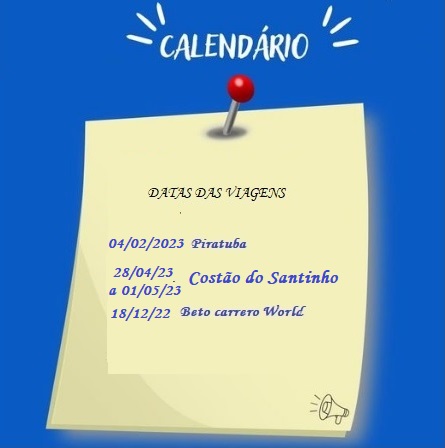 CALENDÁRIO
DATAS DAS VIAGENS
04/02/2023 Piratuba
28/04/23
a 01/05/23 Costão do Santinho
18/12/22 Beto carrero World